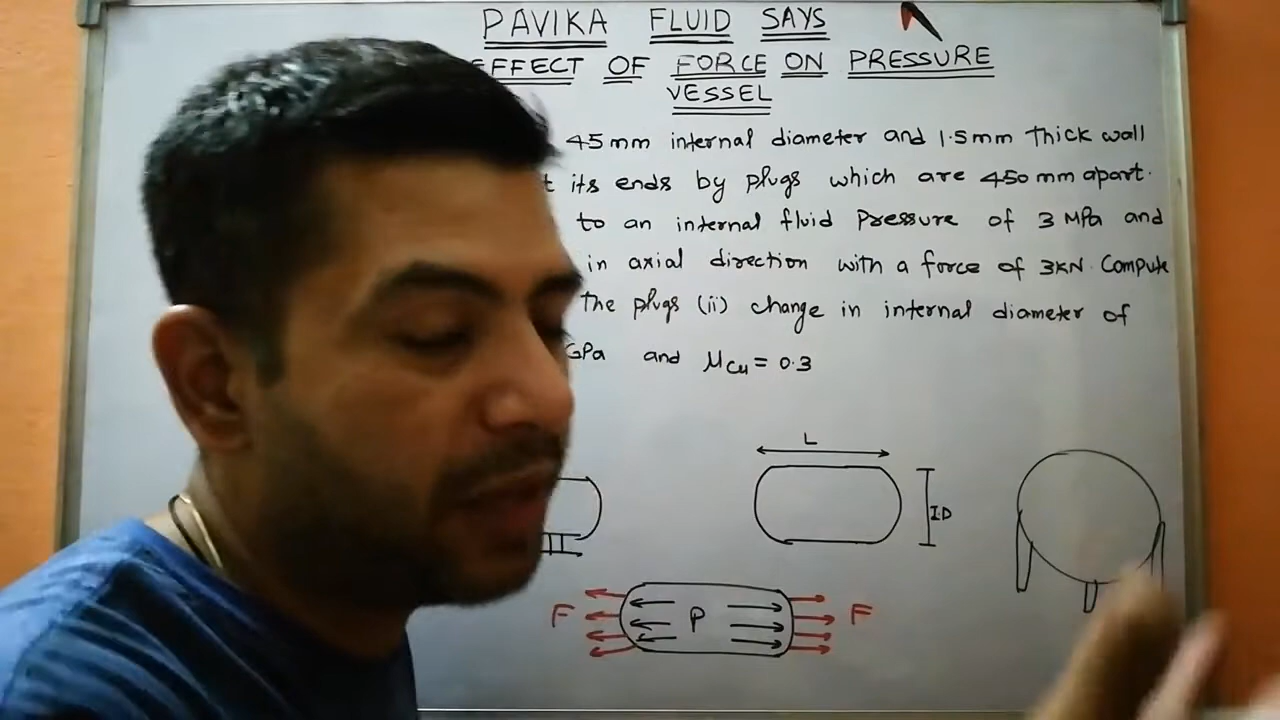 PAVIKA FLUID SAYS
EFFECT OF FORCE ON PRESSURE
VESSEL
45mm internal diameter and 1.5mm thick wall
its ends by plugs which are 450mm apart.
to an internal fluid pressure of 3 MPa and
in axial direction with a force of 3KN. Compute
the plugs (ii) change in internal diameter of
GPa and μcu = 0.3
L
I.D
F P F